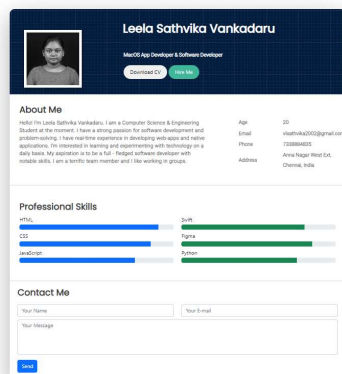 Leela Sathvika Vankadaru
MacOS App Developer & Software Developer
Download CV
Hire Me
About Me
Hello! I'm Leela Sathvika Vankadaru. I am a Computer Science & Engineering
Student at the moment. I have a strong passion for software development and
problem-solving. I have real time experience in developing web-apps and native
applications. I'm interested in learning and experimenting with technology on a
daily basis. My aspiration is to be a full - fledged software developer with
notable skills. I am a terrific team member and I like working in groups.
Age 20
Email vlsathvika2002@gmail.com
Phone
Address Anna Nagar West Ext,
Chennai, India
Professional Skills
HTML
CSS
JavaScript
Swift
Figma
Python
Contact Me
Your Name
Your E-mail
Your Message
Send